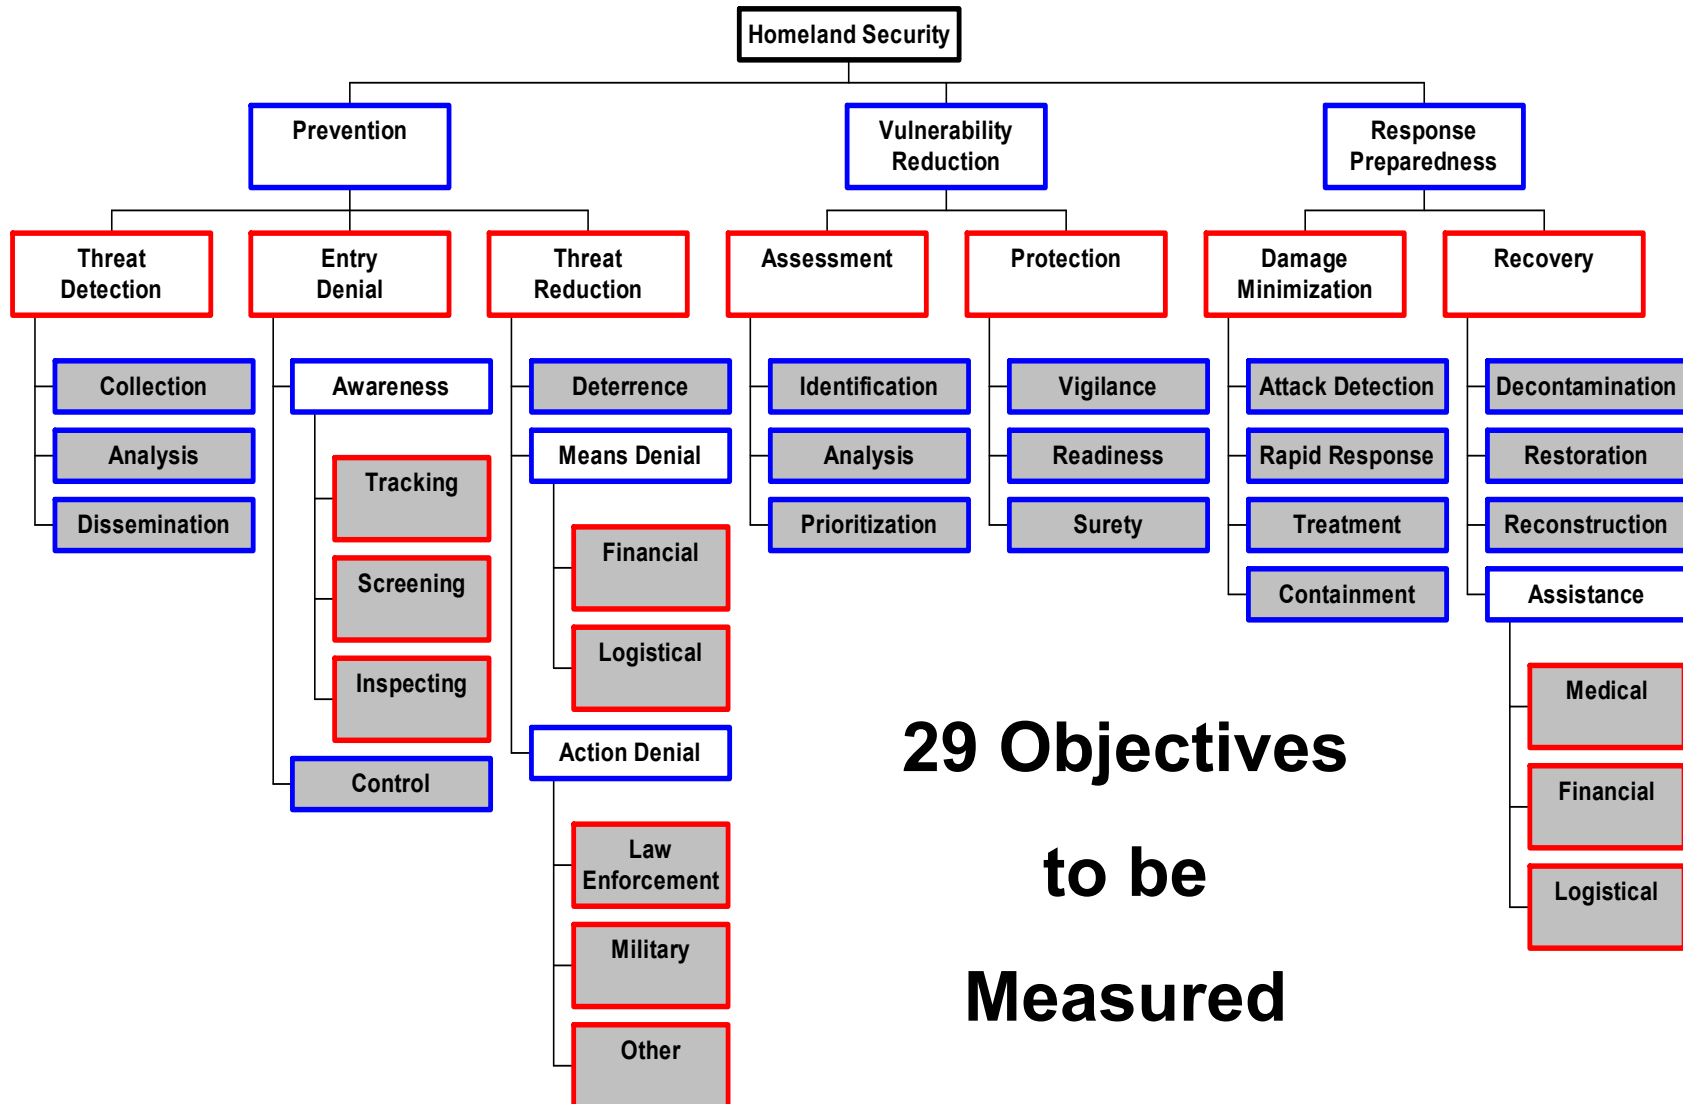 Homeland Security
Prevention
Vulnerability
Reduction
Response
Preparedness
Threat
Detection
Entry
Denial
Threat
Reduction
Assessment
Protection
Damage
Minimization
Recovery
Collection
Analysis
Dissemination
Awareness
Tracking
Screening
Inspecting
Control
Deterrence
Means Denial
Financial
Logistical
Action Denial
Law
Enforcement
Military
Other
Identification
Analysis
Prioritization
Vigilance
Readiness
Surety
Attack Detection
Rapid Response
Treatment
Containment
Decontamination
Restoration
Reconstruction
Assistance
Medical
Financial
Logistical
29 Objectives
to be
Measured